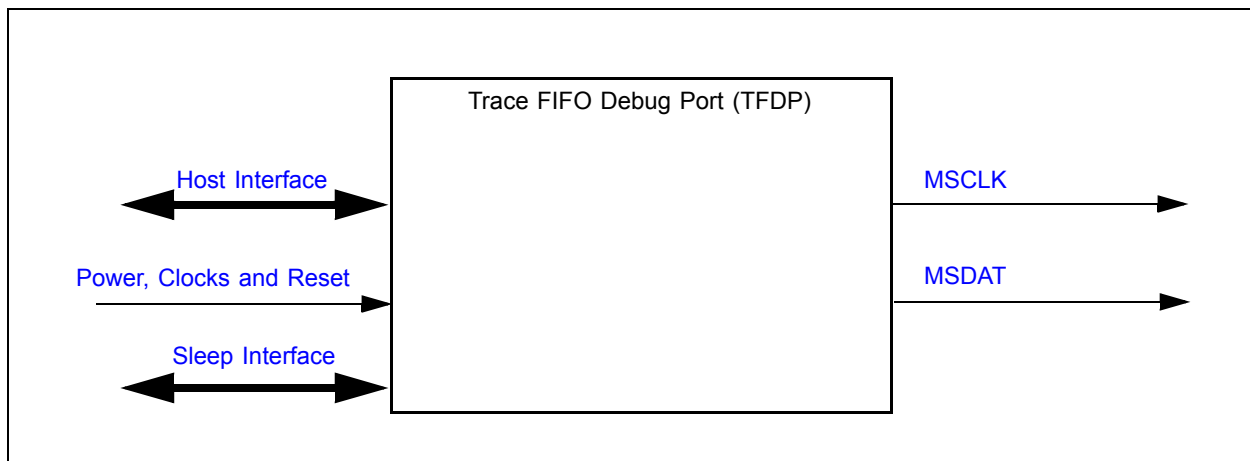 Trace FIFO Debug Port (TFDP)
Host Interface
MSCLK
Power, Clocks and Reset
MSDAT
Sleep Interface